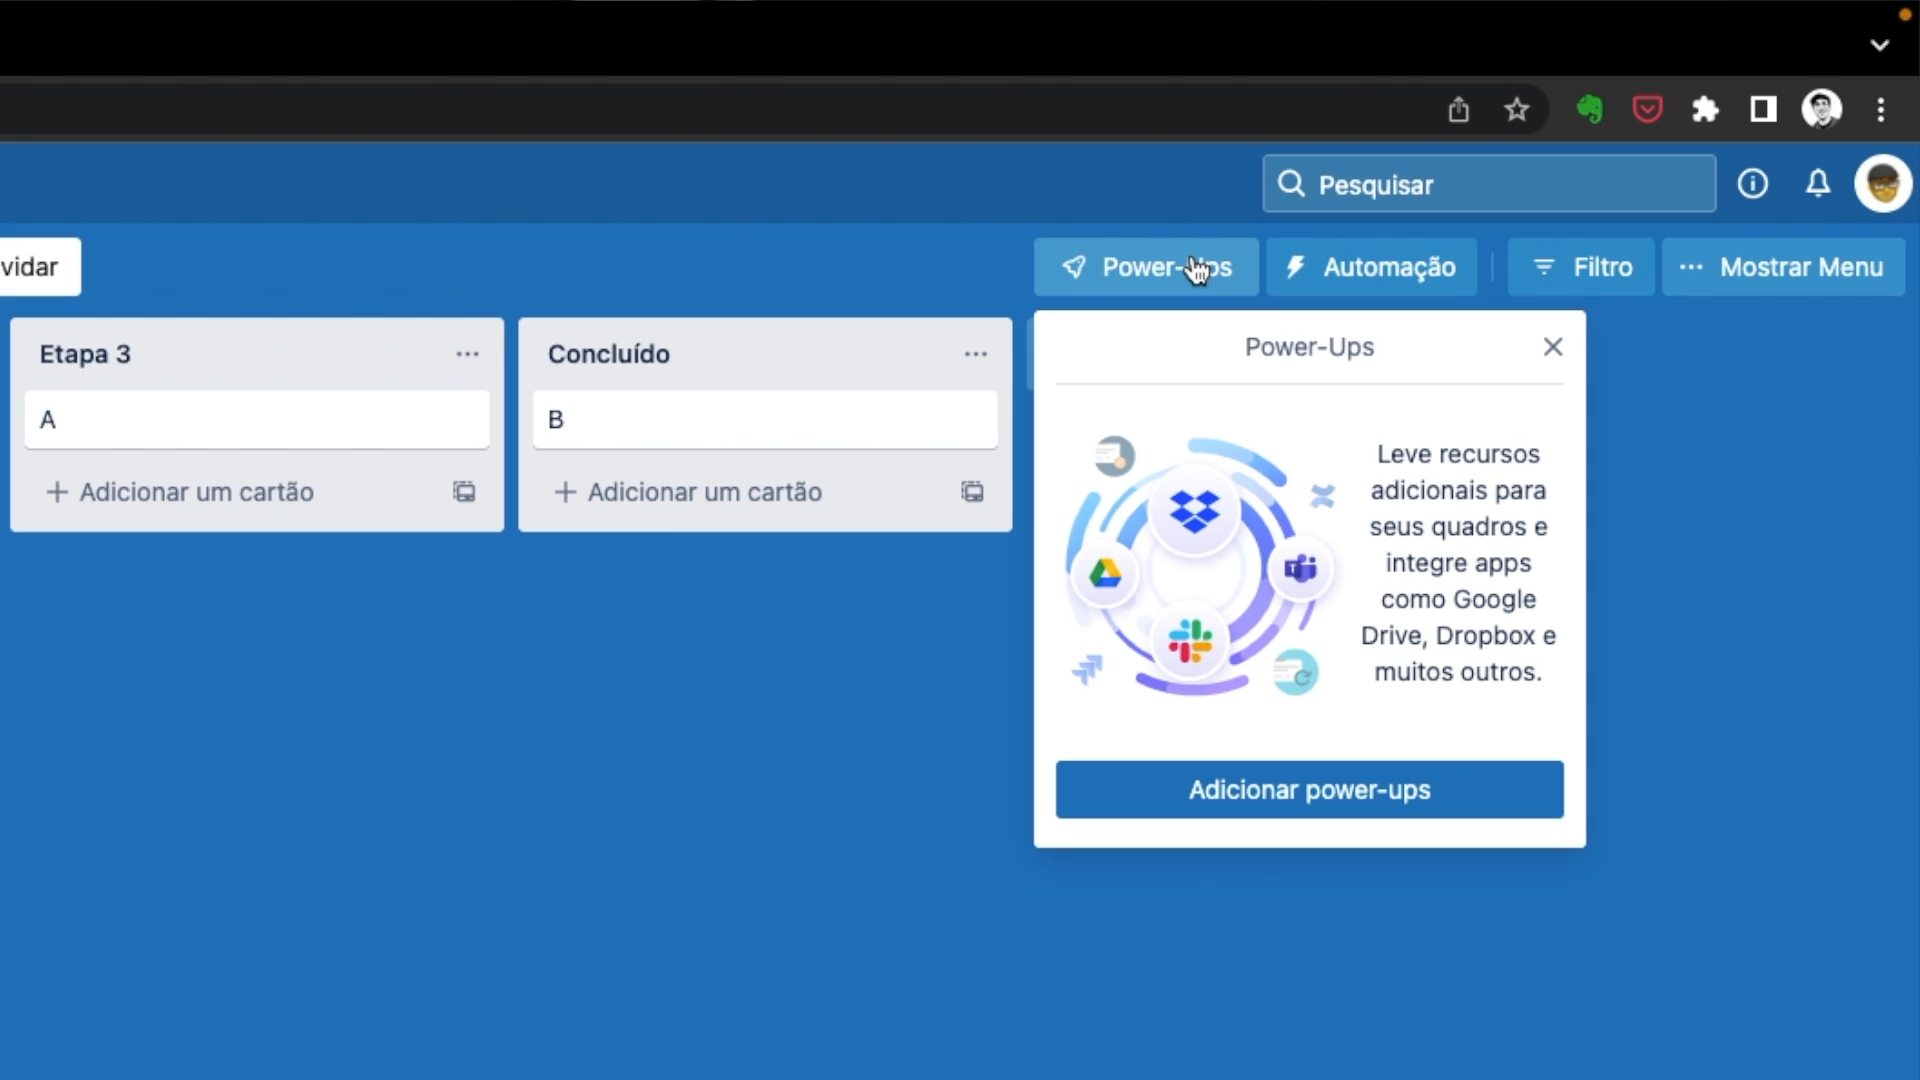 Pesquisar
vidar
Power-Ups
Automação
Filtro
Mostrar Menu
Etapa 3
A
Adicionar um cartão
Concluído
B
Adicionar um cartão
Power-Ups
Leve recursos
adicionais para
seus quadros e
integre apps
como Google
Drive, Dropbox e
muitos outros.
Adicionar power-ups